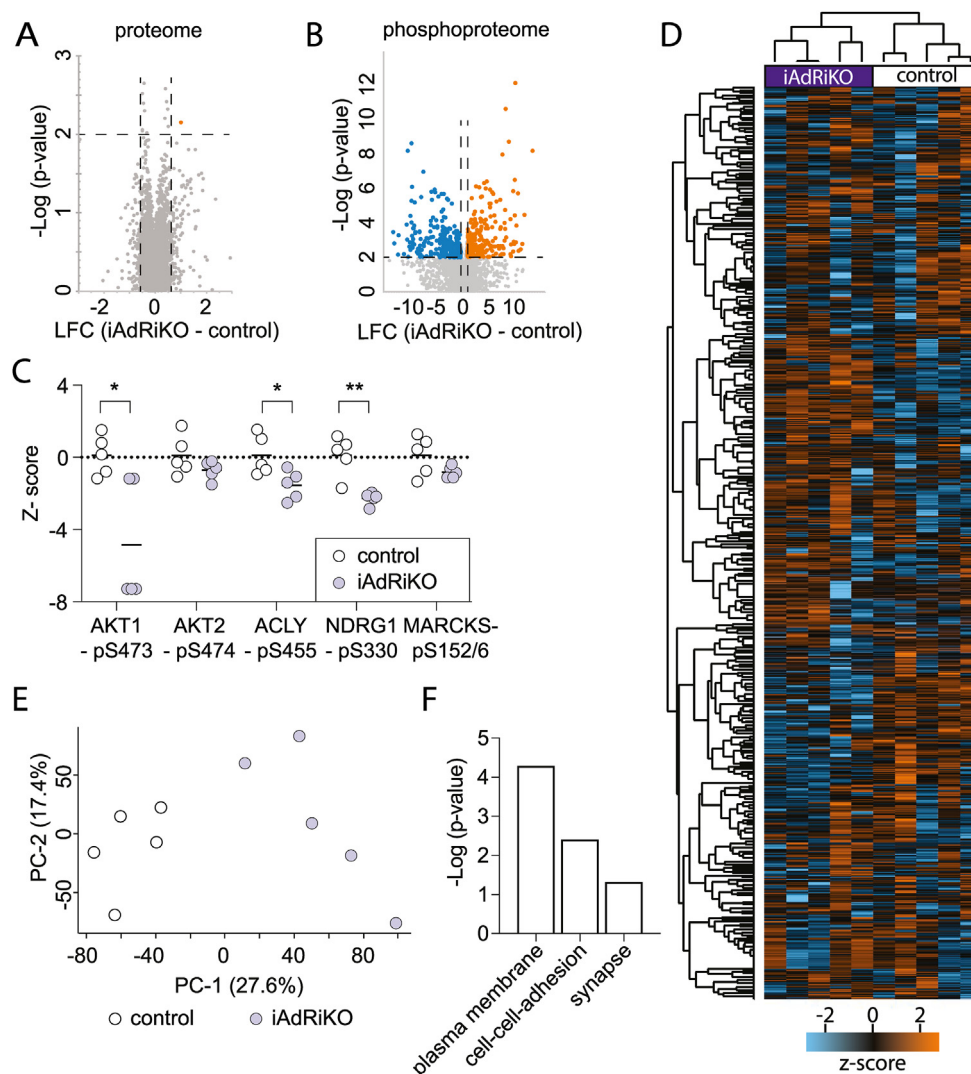 A
proteome
-Log (p-value)
3
2
1
0
-2
0
2
LFC (iAdRiKO - control)
B
phosphoproteome
-Log (p-value)
12
10
8
6
4
2
0
-10
-5
0
5
10
LFC (iAdRiKO - control)
C
Z- score
4
0
-4
-8
*
*
**
control
iAdRiKO
AKT1
- pS473
AKT2
- pS474
ACLY
- pS455
NDRG1
- pS330
MARCKS-
pS152/6
D
iAdRiKO
control
-2
0
2
z-score
E
PC-2 (17.4%)
50
0
-50
-80
-40
0
40
80
PC-1 (27.6%)
control
iAdRiKO
F
-Log (p-value)
5
4
3
2
1
0
plasma membrane
cell-cell-adhesion
synapse